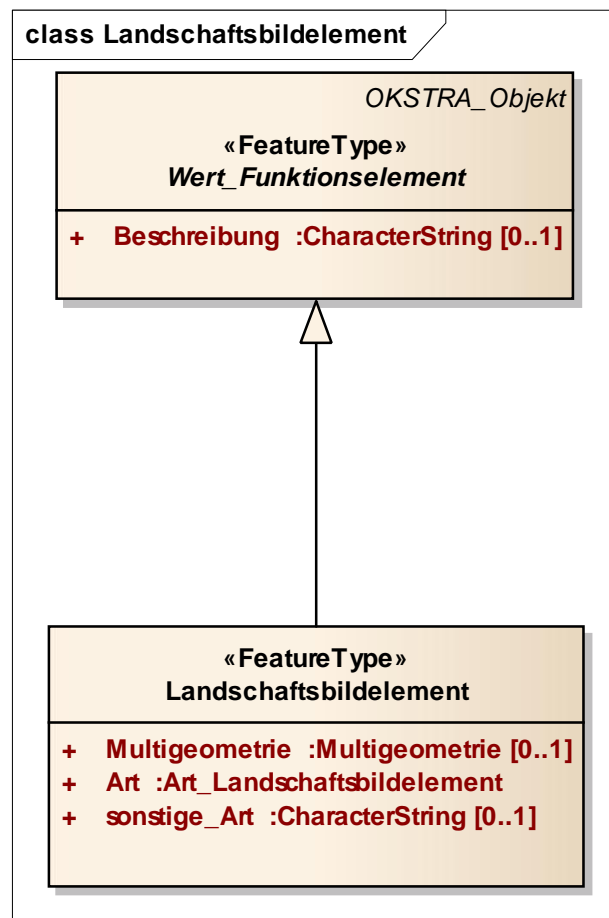 class Landschaftsbildelement
OKSTRA_Objekt
«FeatureType»
Wert_Funktionselement
+ Beschreibung :CharacterString [0..1]
«FeatureType»
Landschaftsbildelement
+ Multigeometrie :Multigeometrie [0..1]
+ Art :Art_Landschaftsbildelement
+ sonstige_Art :CharacterString [0..1]